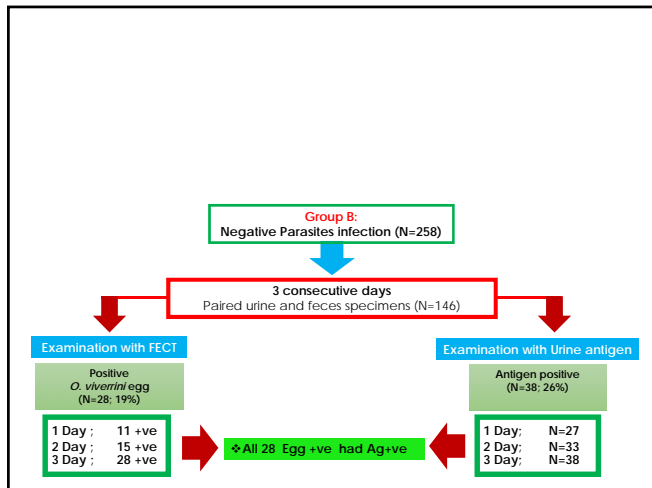 Group B:
Negative Parasites infection (N=258)
3 consecutive days
Paired urine and feces specimens (N=146)
Examination with FECT
Examination with Urine antigen
Positive
O. viverrini egg
(N=28; 19%)
Antigen positive
(N=38; 26%)
1 Day ; 11 +ve
2 Day ; 15 +ve
3 Day ; 28 +ve
❖All 28 Egg +ve had Ag+ve
1 Day; N=27
2 Day; N=33
3 Day; N=38